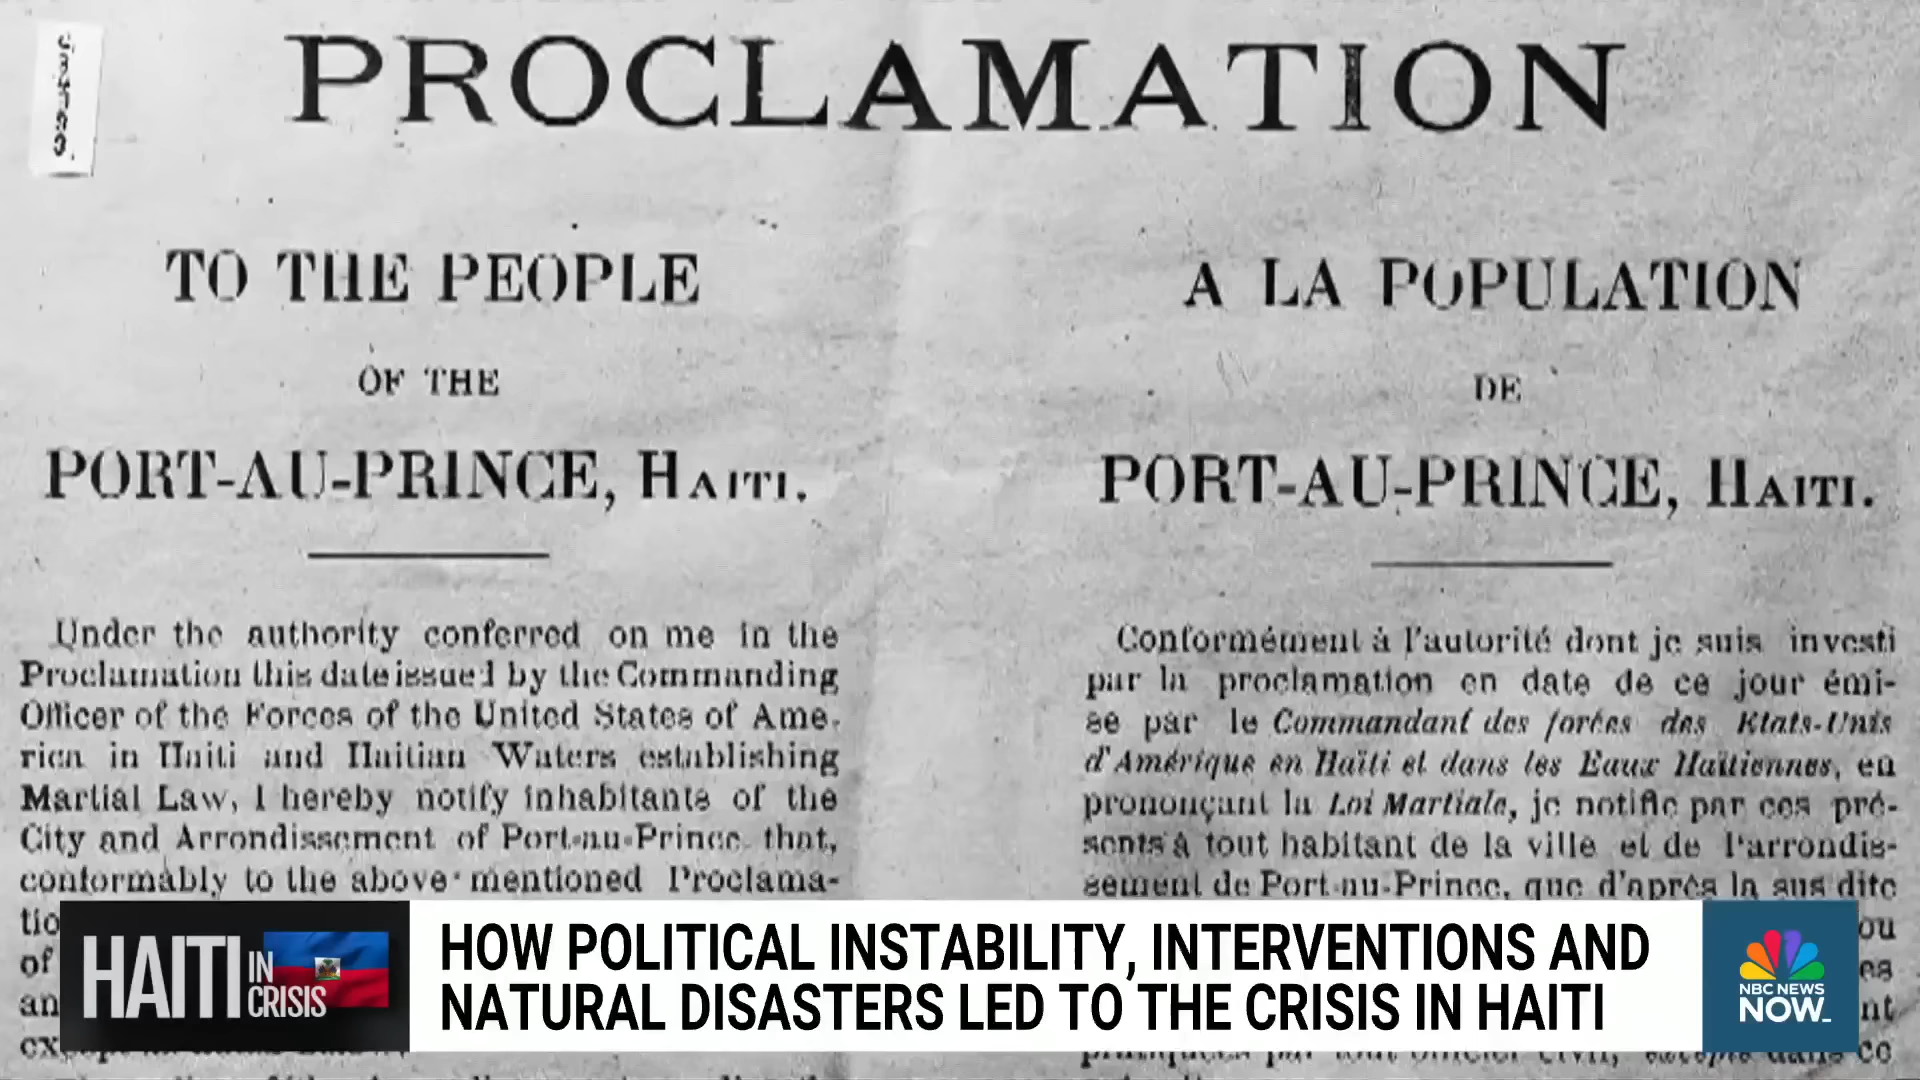 PROCLAMATION
TO THE PEOPLE
OF THE
PORT-AU-PRINCE, HAITI.
Under the authority conferred on me in the
Proclamation this date issued by the Commanding
Officer of the Forces of the United States of Ame-
rica in Haiti and Haitian Waters establishing
Martial Law, I hereby notify inhabitants of the
City and Arrondissement of Port-au-Prince that,
conformably to the above-mentioned Proclama-
tio
of
an
A LA POPULATION
DE
PORT-AU-PRINCE, HAITI.
Conformément à l'autorité dont je suis investi
par la proclamation en date de ce jour émi-
se par le Commandant des forces des Etats-Unis
d'Amérique en Haïti et dans les Eaux Haïtiennes, en
prononçant la Loi Martiale, je notifie par ces pré-
sents à tout habitant de la ville et de l'arrondis-
sement de Port-au-Prince, que d'après la sus dite
ou
es
nt
HAITI IN CRISIS
HOW POLITICAL INSTABILITY, INTERVENTIONS AND
NATURAL DISASTERS LED TO THE CRISIS IN HAITI
NBC NEWS
NOW